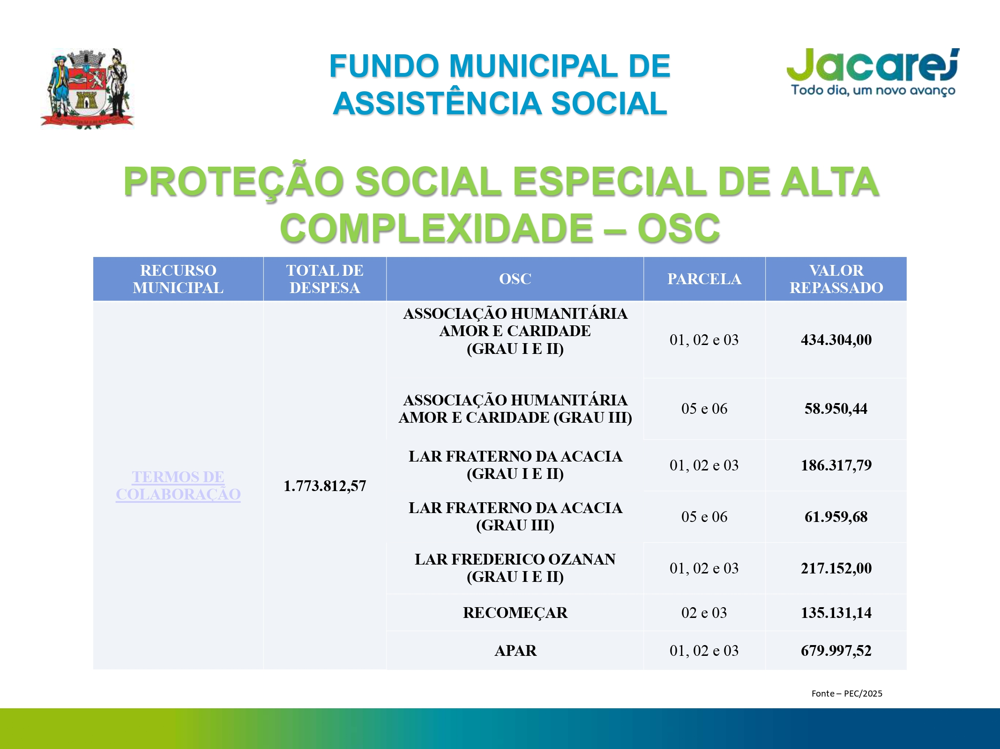 FUNDO MUNICIPAL DE
ASSISTÊNCIA SOCIAL
Jacareí
Todo dia, um novo avanço
PROTEÇÃO SOCIAL ESPECIAL DE ALTA
COMPLEXIDADE – OSC
RECURSO
MUNICIPAL
TOTAL DE
DESPESA
OSC
PARCELA
VALOR
REPASSADO
TERMOS DE
COLABORAÇÃO
1.773.812,57
ASSOCIAÇÃO HUMANITÁRIA
AMOR E CARIDADE
(GRAU I E II)
01, 02 e 03
434.304,00
ASSOCIAÇÃO HUMANITÁRIA
AMOR E CARIDADE (GRAU III)
05 e 06
58.950,44
LAR FRATERNO DA ACACIA
(GRAU I E II)
01, 02 e 03
186.317,79
LAR FRATERNO DA ACACIA
(GRAU III)
05 e 06
61.959,68
LAR FREDERICO OZANAN
(GRAU I E II)
01, 02 e 03
217.152,00
RECOMEÇAR
02 e 03
135.131,14
APAR
01, 02 e 03
679.997,52
Fonte – PEC/2025